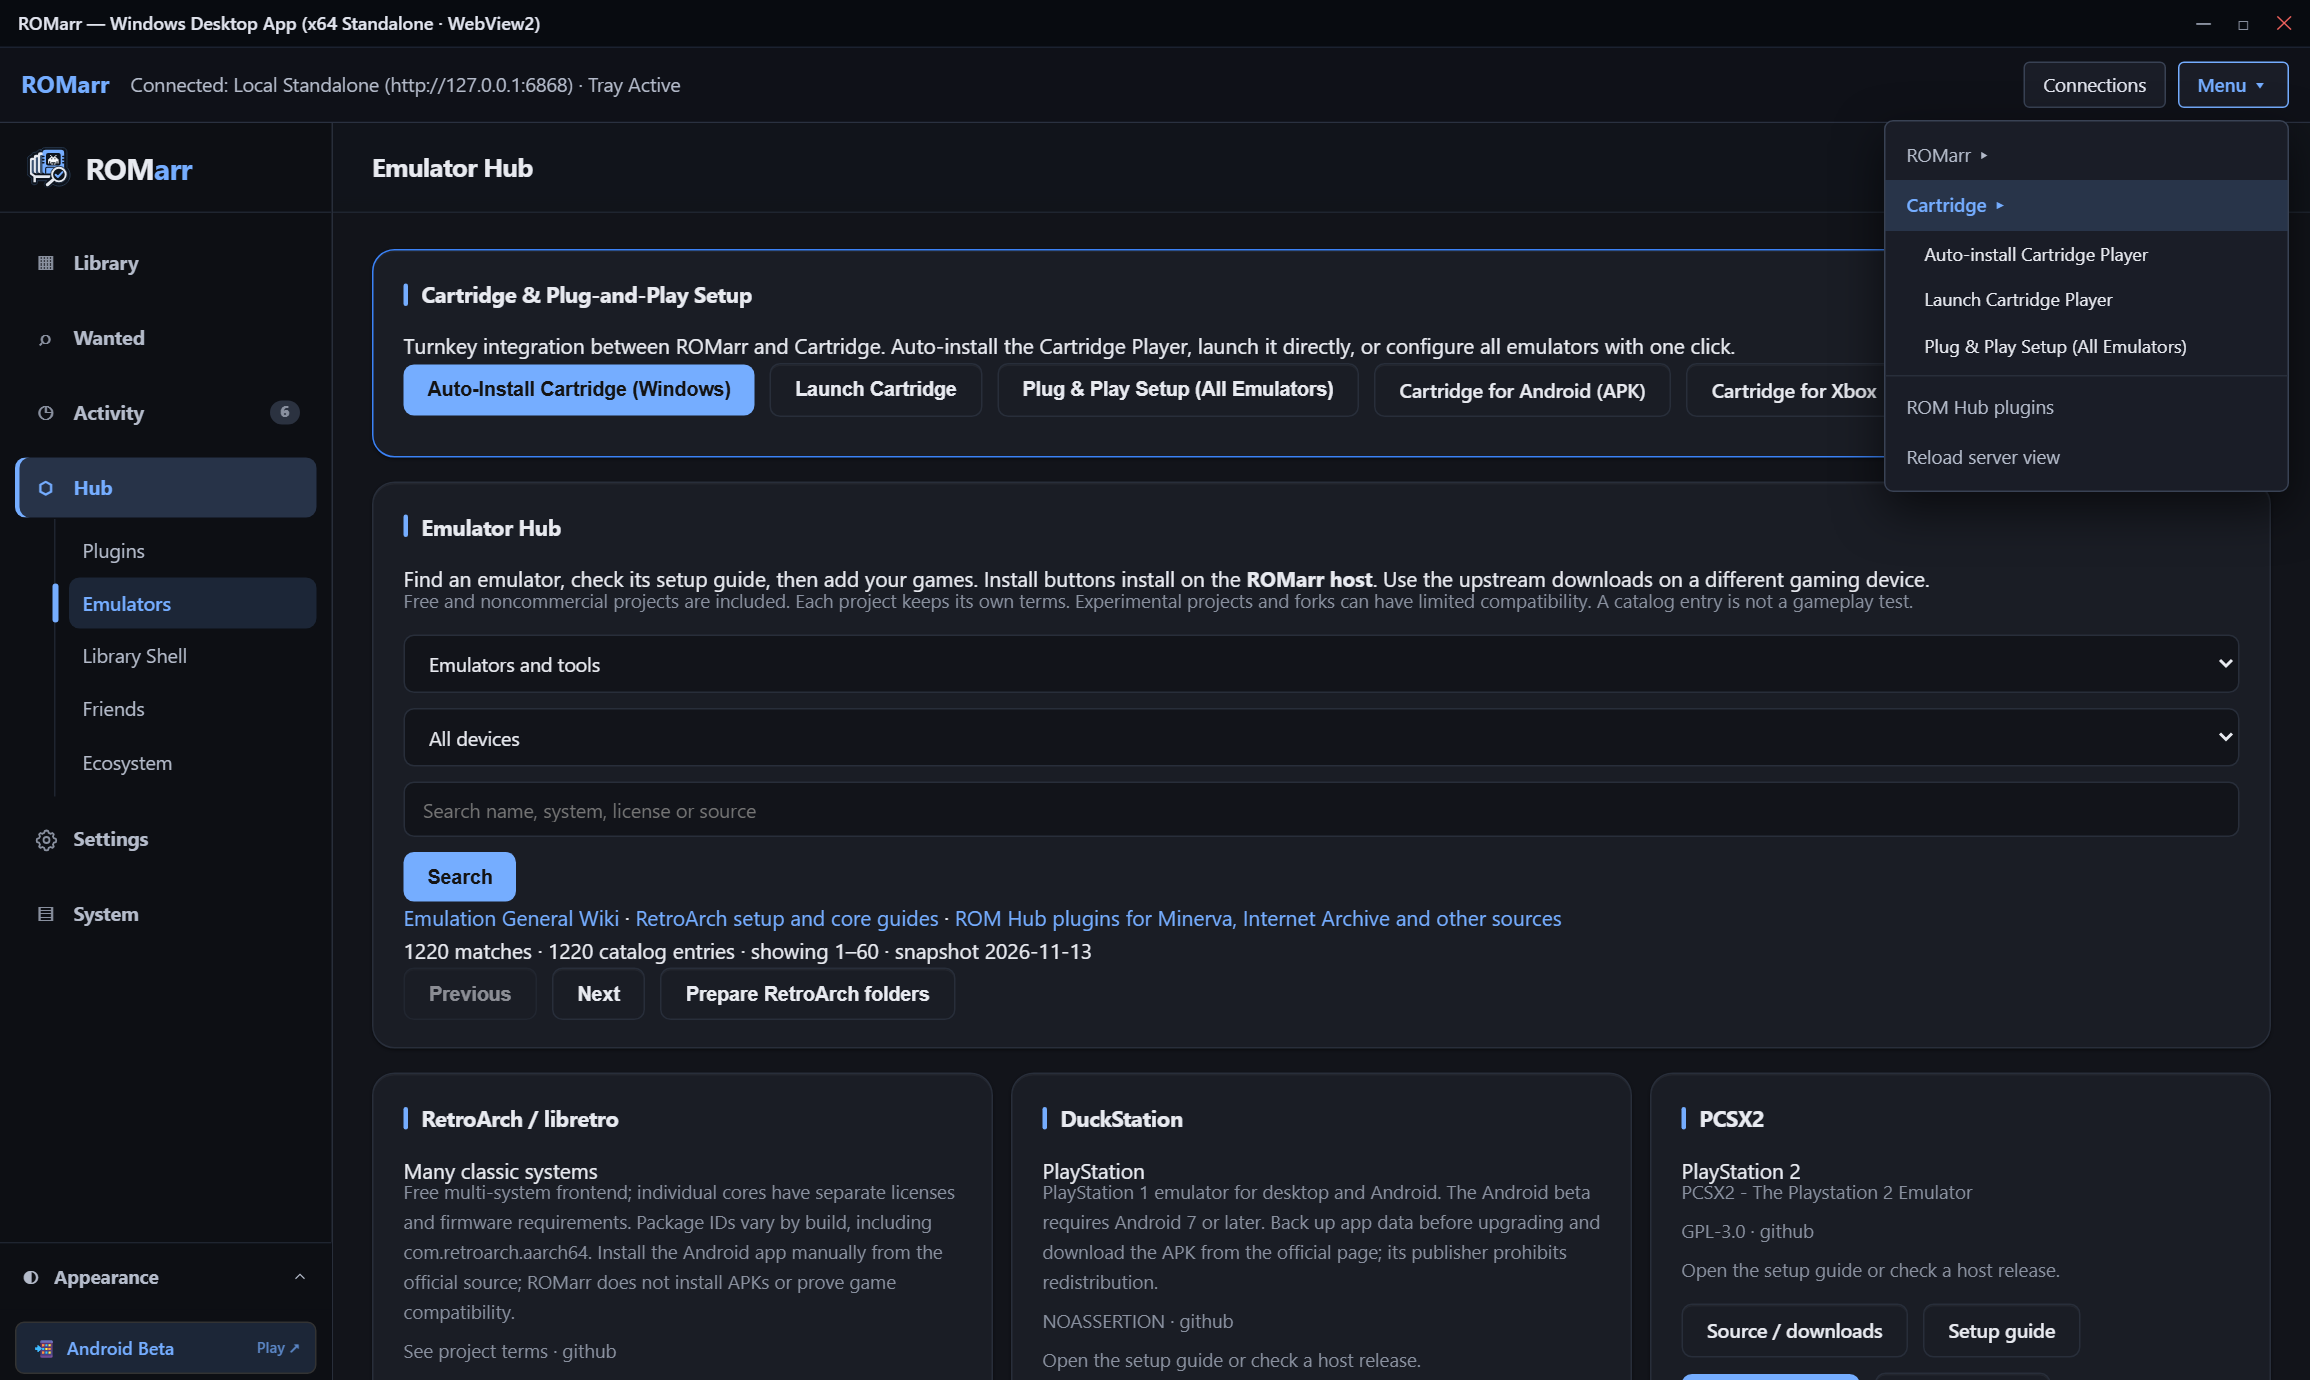 ROMarr — Windows Desktop App (x64 Standalone · WebView2)
ROMarr Connected: Local Standalone (http://127.0.0.1:6868) · Tray Active
Connections
Menu
ROMarr
Cartridge
Auto-install Cartridge Player
Launch Cartridge Player
Plug & Play Setup (All Emulators)
ROM Hub plugins
Reload server view
ROMarr
Library
Wanted
Activity 6
Hub
Plugins
Emulators
Library Shell
Friends
Ecosystem
Settings
System
Appearance
Android Beta Play ↗
Emulator Hub
Cartridge & Plug-and-Play Setup
Turnkey integration between ROMarr and Cartridge. Auto-install the Cartridge Player, launch it directly, or configure all emulators with one click.
Auto-Install Cartridge (Windows)
Launch Cartridge
Plug & Play Setup (All Emulators)
Cartridge for Android (APK)
Cartridge for Xbox
Emulator Hub
Find an emulator, check its setup guide, then add your games. Install buttons install on the ROMarr host. Use the upstream downloads on a different gaming device.
Free and noncommercial projects are included. Each project keeps its own terms. Experimental projects and forks can have limited compatibility. A catalog entry is not a gameplay test.
Emulators and tools
All devices
Search name, system, license or source
Search
Emulation General Wiki · RetroArch setup and core guides · ROM Hub plugins for Minerva, Internet Archive and other sources
1220 matches · 1220 catalog entries · showing 1–60 · snapshot 2026-11-13
Previous
Next
Prepare RetroArch folders
RetroArch / libretro
Many classic systems
Free multi-system frontend; individual cores have separate licenses
and firmware requirements. Package IDs vary by build, including
com.retroarch.aarch64. Install the Android app manually from the
official source; ROMarr does not install APKs or prove game
compatibility.
See project terms · github
DuckStation
PlayStation
PlayStation 1 emulator for desktop and Android. The Android beta
requires Android 7 or later. Back up app data before upgrading and
download the APK from the official page; its publisher prohibits
redistribution.
NOASSERTION · github
Open the setup guide or check a host release.
PCSX2
PlayStation 2
PCSX2 - The Playstation 2 Emulator
GPL-3.0 · github
Open the setup guide or check a host release.
Source / downloads
Setup guide